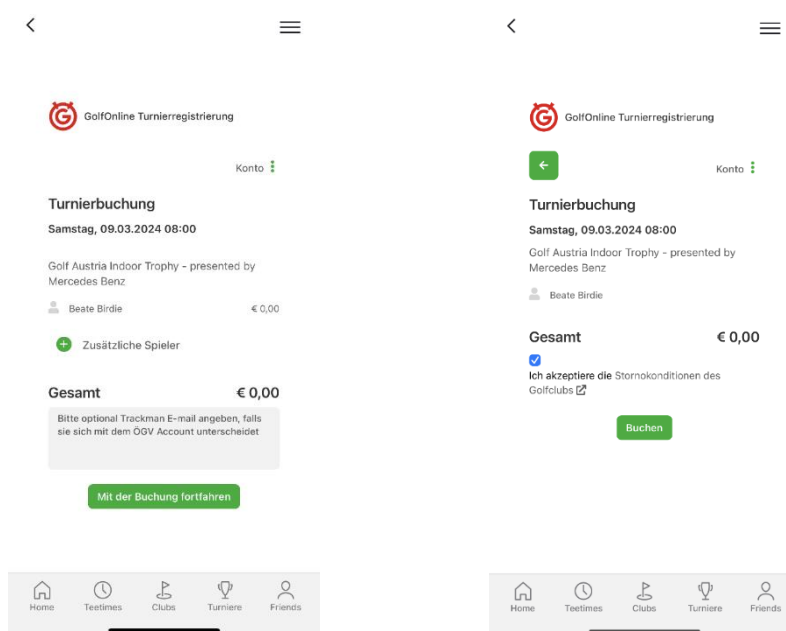 GolfOnline Turnierregistrierung
Konto
Turnierbuchung
Samstag, 09.03.2024 08:00
Golf Austria Indoor Trophy - presented by
Mercedes Benz
Beate Birdie € 0,00
Zusätzliche Spieler
Gesamt € 0,00
Bitte optional Trackman E-mail angeben, falls
sie sich mit dem ÖGV Account unterscheidet
Mit der Buchung fortfahren
Home Teetimes Clubs Turniere Friends
GolfOnline Turnierregistrierung
Konto
Turnierbuchung
Samstag, 09.03.2024 08:00
Golf Austria Indoor Trophy - presented by
Mercedes Benz
Beate Birdie
Gesamt € 0,00
Ich akzeptiere die Stornokonditionen des
Golfclubs
Buchen
Home Teetimes Clubs Turniere Friends